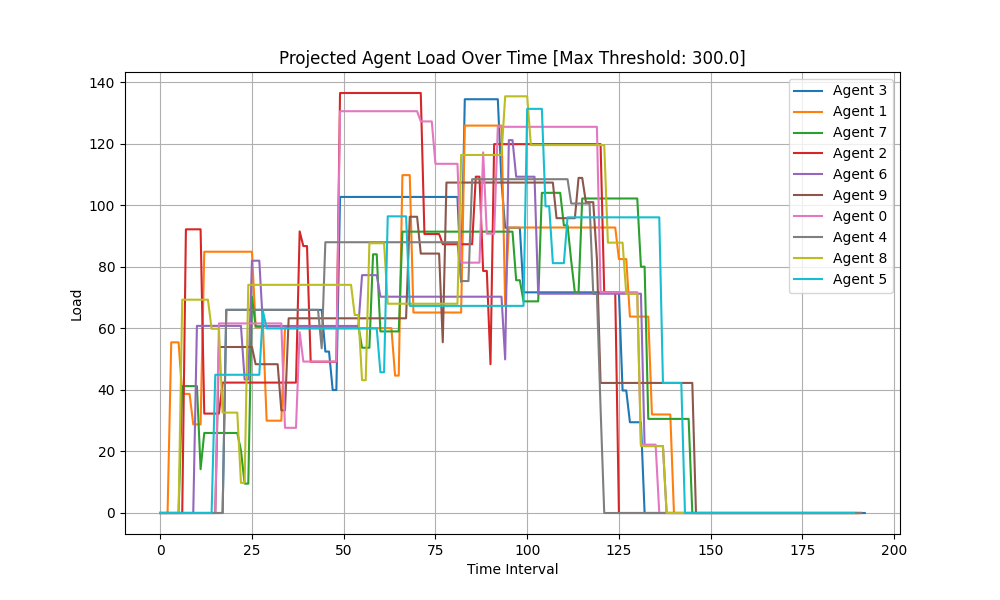 Projected Agent Load Over Time [Max Threshold: 300.0]
Load
140
120
100
80
60
40
20
0
0 25 50 75 100 125 150 175 200
Time Interval
Agent 3
Agent 1
Agent 7
Agent 2
Agent 6
Agent 9
Agent 0
Agent 4
Agent 8
Agent 5